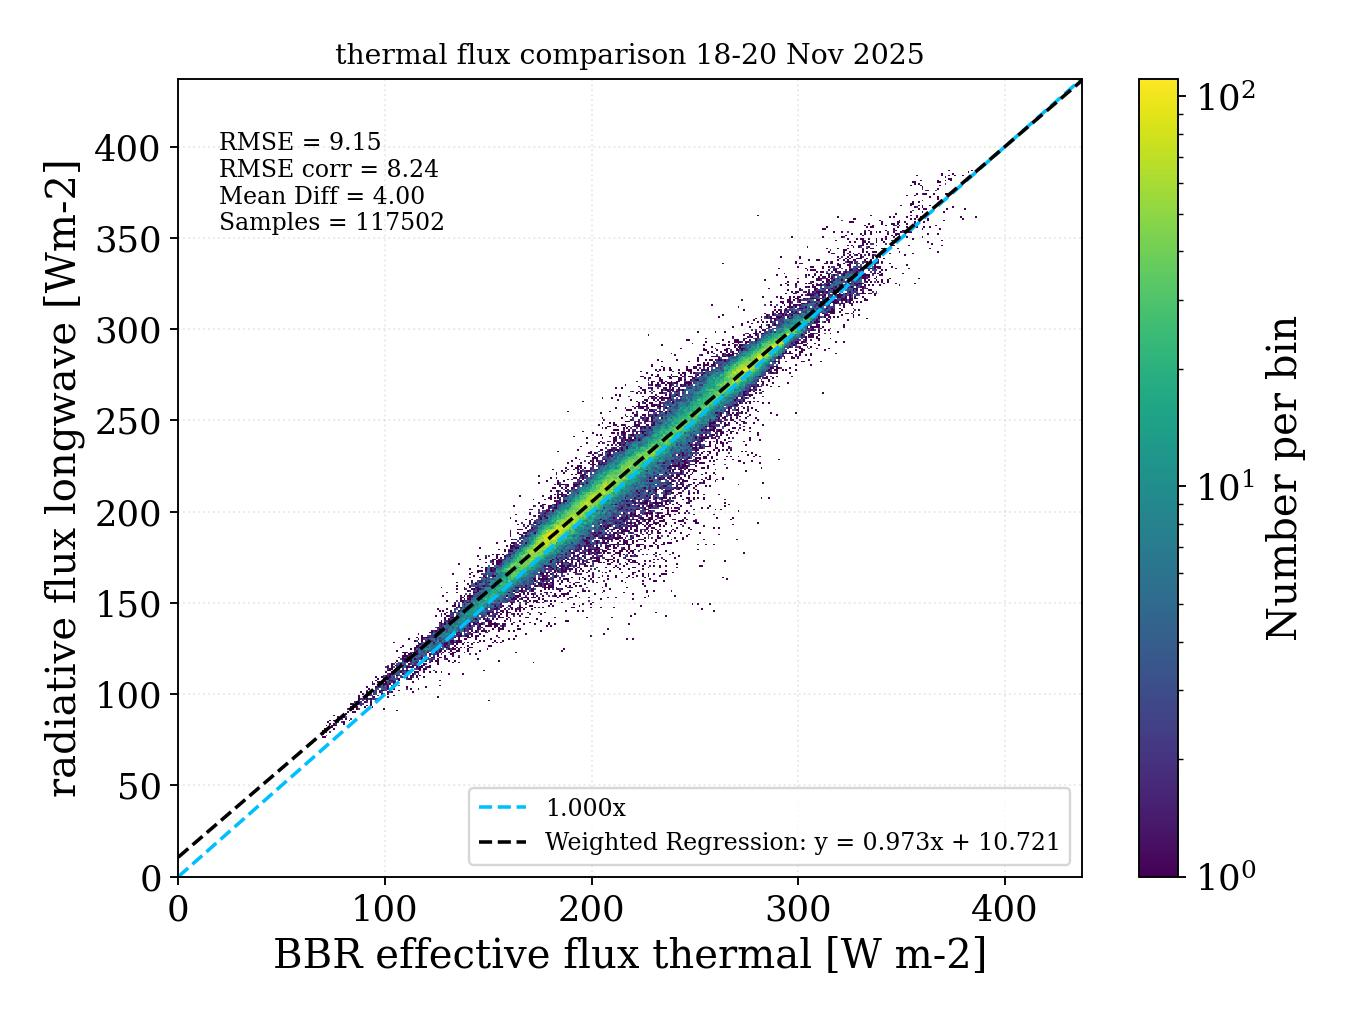 thermal flux comparison 18-20 Nov 2025
RMSE = 9.15
RMSE corr = 8.24
Mean Diff = 4.00
Samples = 117502
radiative flux longwave [Wm-2]
400
350
300
250
200
150
100
50
0
0 100 200 300 400
BBR effective flux thermal [W m-2]
1.000x
Weighted Regression: y = 0.973x + 10.721
10²
10¹
10⁰
Number per bin